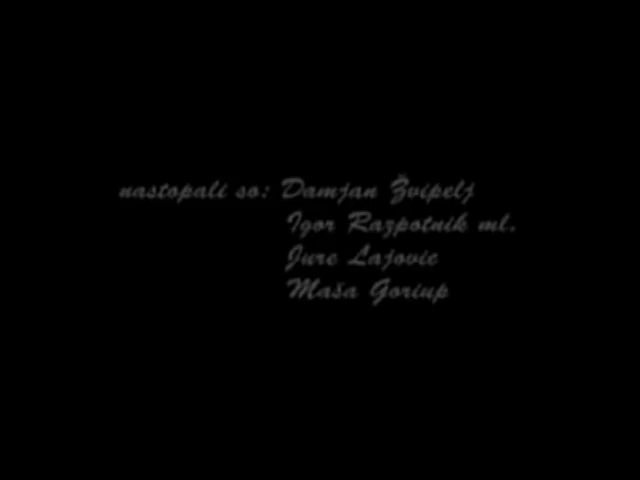 nastopali so: Damjan Žvipelj
Igor Razpotnik ml.
Jure Lajovic
Maša Goriup